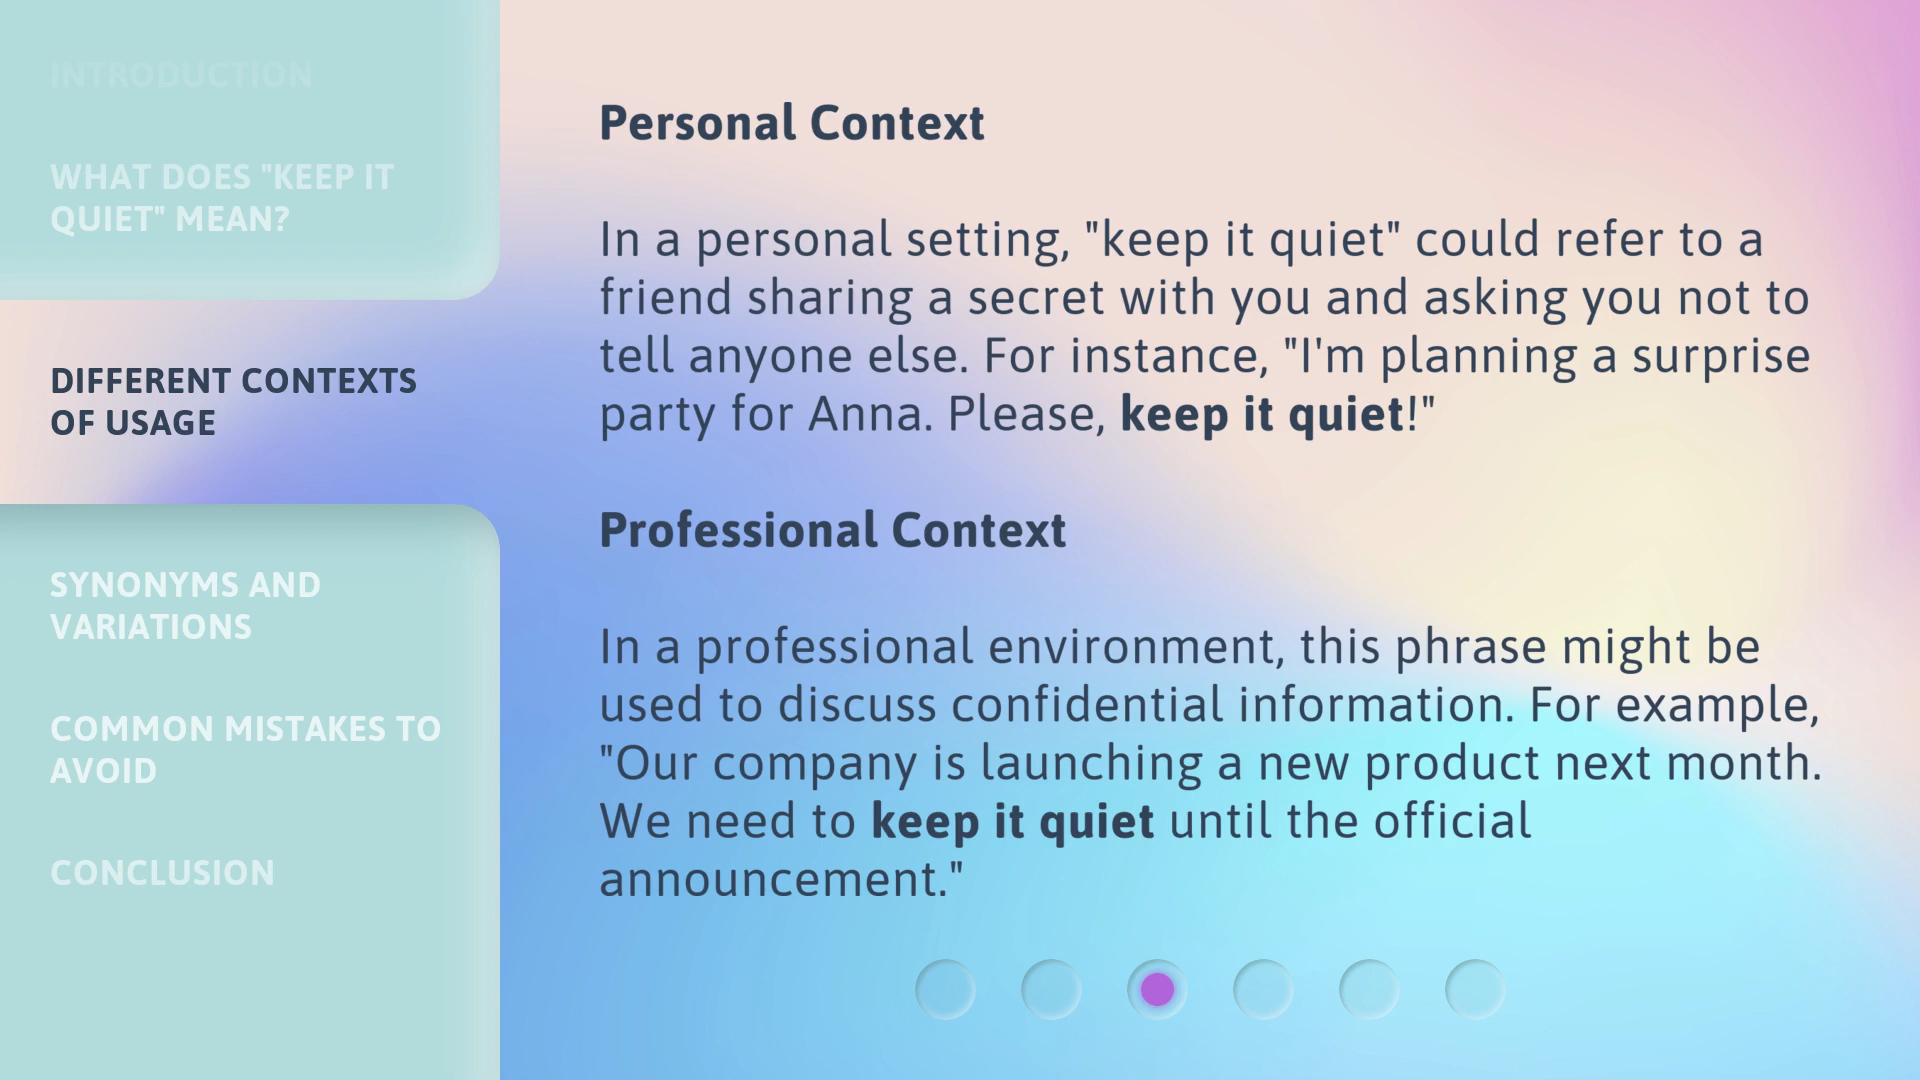 INTRODUCTION
WHAT DOES "KEEP IT
QUIET" MEAN?
DIFFERENT CONTEXTS
OF USAGE
SYNONYMS AND
VARIATIONS
COMMON MISTAKES TO
AVOID
CONCLUSION
Personal Context
In a personal setting, "keep it quiet" could refer to a
friend sharing a secret with you and asking you not to
tell anyone else. For instance, "I'm planning a surprise
party for Anna. Please, keep it quiet!"
Professional Context
In a professional environment, this phrase might be
used to discuss confidential information. For example,
"Our company is launching a new product next month.
We need to keep it quiet until the official
announcement."